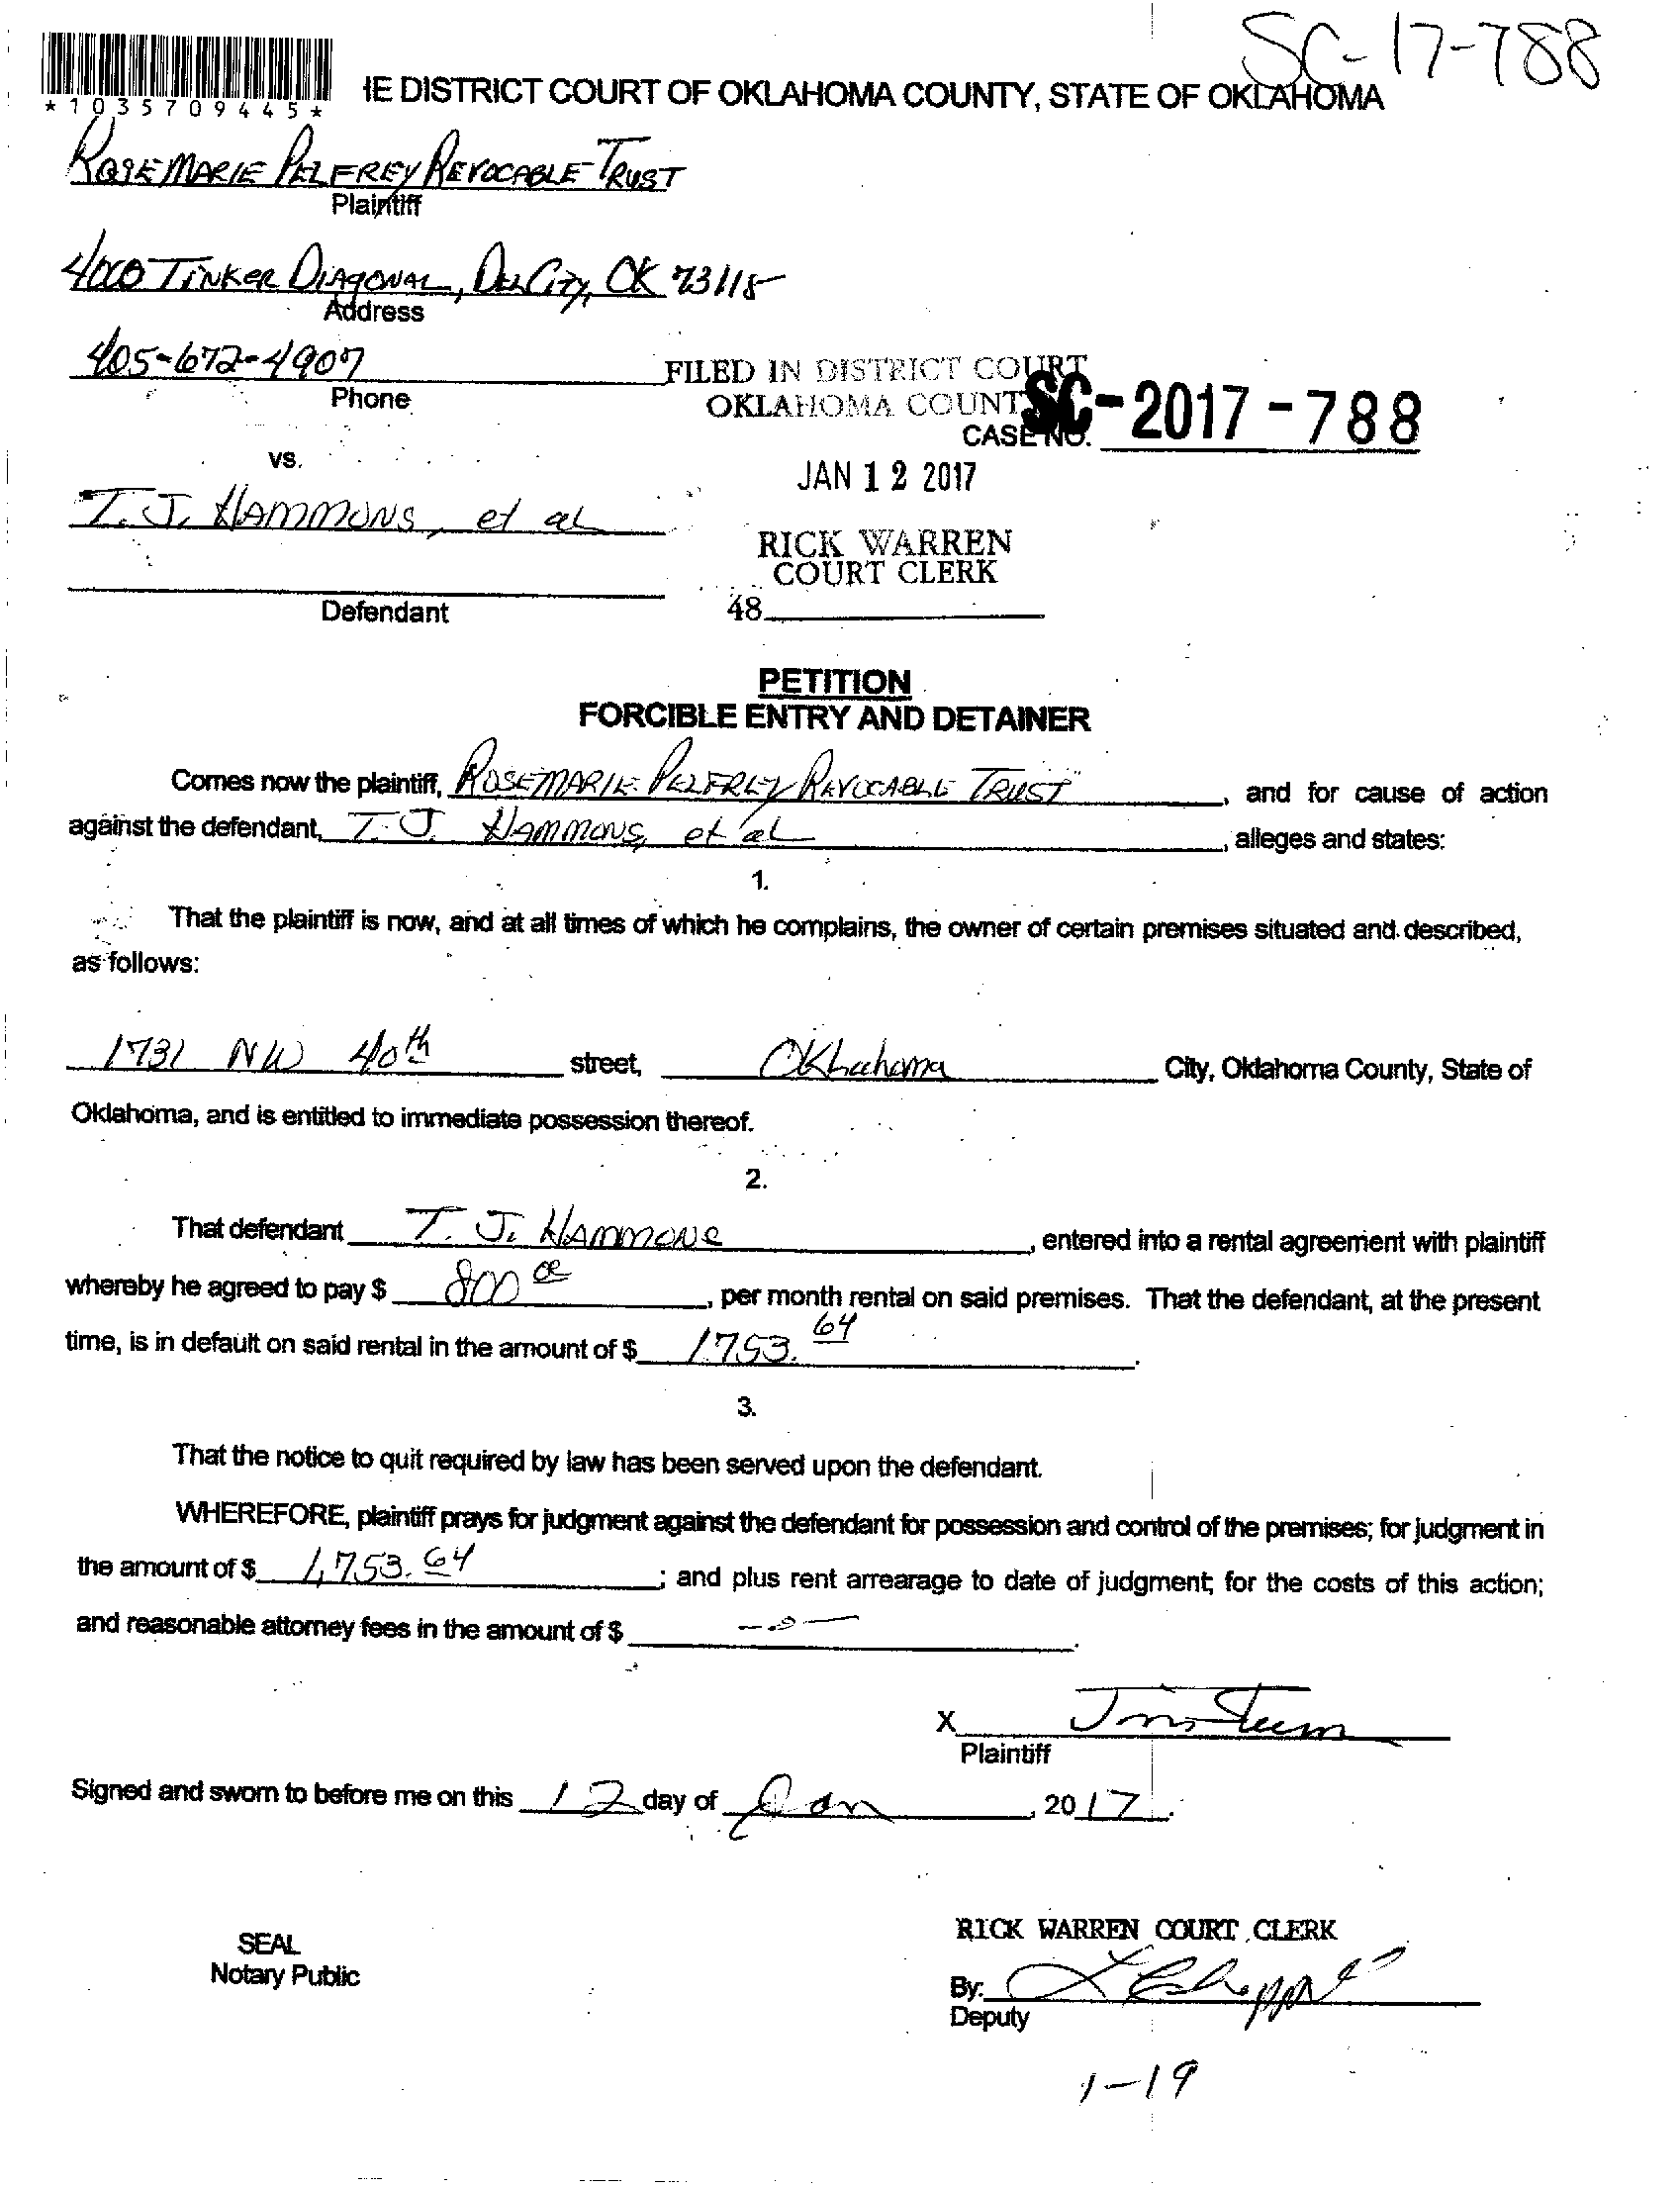 SC-17-788
*1035709445*
IE DISTRICT COURT OF OKLAHOMA COUNTY, STATE OF OKLAHOMA
ROSEMARIE PELFREY REVOCABLE TRUST
Plaintiff
4000 TINKER DIAGONAL, DEL CITY, OK 73115
Address
405-672-4907
Phone
FILED IN DISTRICT COURT
OKLAHOMA COUNTY
CASE NO. SC-2017-788
vs.
JAN 12 2017
T. J. HAMMONS, et al
RICK WARREN
COURT CLERK
Defendant
48
PETITION
FORCIBLE ENTRY AND DETAINER
Comes now the plaintiff, ROSEMARIE PELFREY REVOCABLE TRUST, and for cause of action
against the defendant, T. J. HAMMONS, et al, alleges and states:
1.
That the plaintiff is now, and at all times of which he complains, the owner of certain premises situated and described,
as follows:
1731 NW 40th street, Oklahoma City, Oklahoma County, State of
Oklahoma, and is entitled to immediate possession thereof.
2.
That defendant T. J. HAMMONS, entered into a rental agreement with plaintiff
whereby he agreed to pay $ 800 00, per month rental on said premises. That the defendant, at the present
time, is in default on said rental in the amount of $ 1753. 64.
3.
That the notice to quit required by law has been served upon the defendant.
WHEREFORE, plaintiff prays for judgment against the defendant for possession and control of the premises; for judgment in
the amount of $ 1,753.64; and plus rent arrearage to date of judgment; for the costs of this action;
and reasonable attorney fees in the amount of $ -0-.
X
Plaintiff
Signed and sworn to before me on this 12 day of Jan, 2017.
RICK WARREN COURT CLERK
SEAL
Notary Public
By:
Deputy
1-19